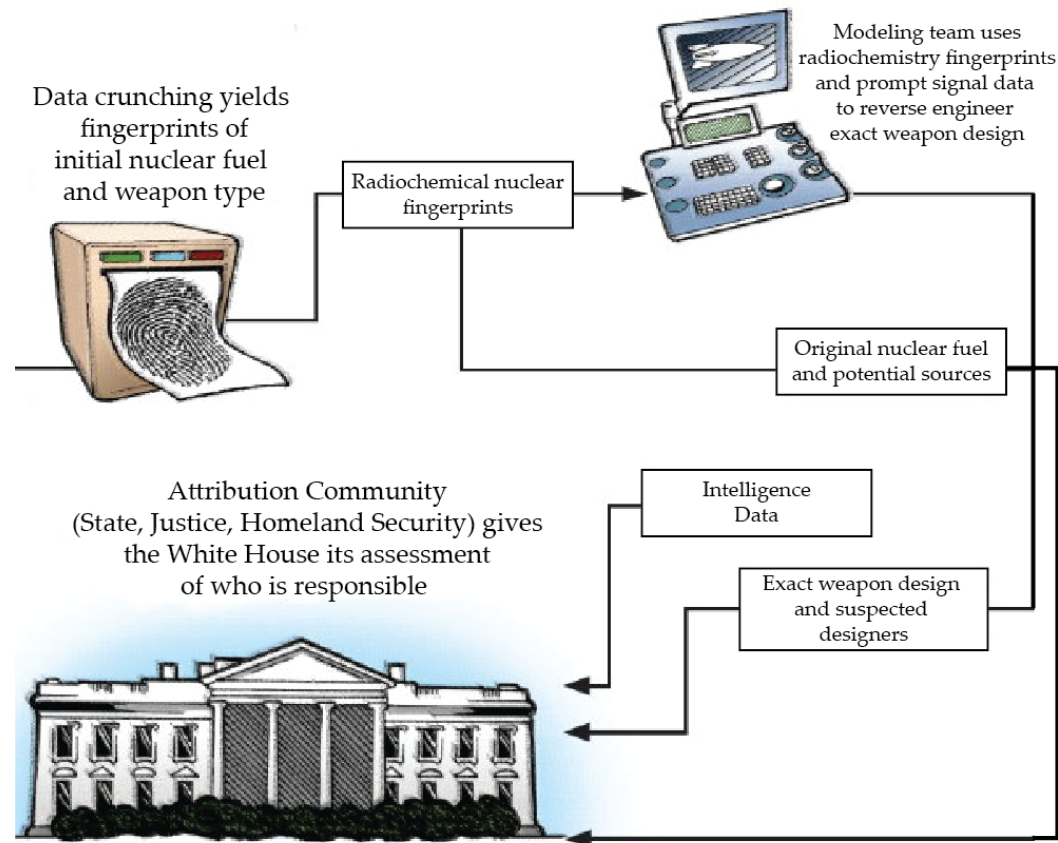 Data crunching yields
fingerprints of
initial nuclear fuel
and weapon type
Radiochemical nuclear
fingerprints
Modeling team uses
radiochemistry fingerprints
and prompt signal data
to reverse engineer
exact weapon design
Original nuclear fuel
and potential sources
Attribution Community
(State, Justice, Homeland Security) gives
the White House its assessment
of who is responsible
Intelligence
Data
Exact weapon design
and suspected
designers